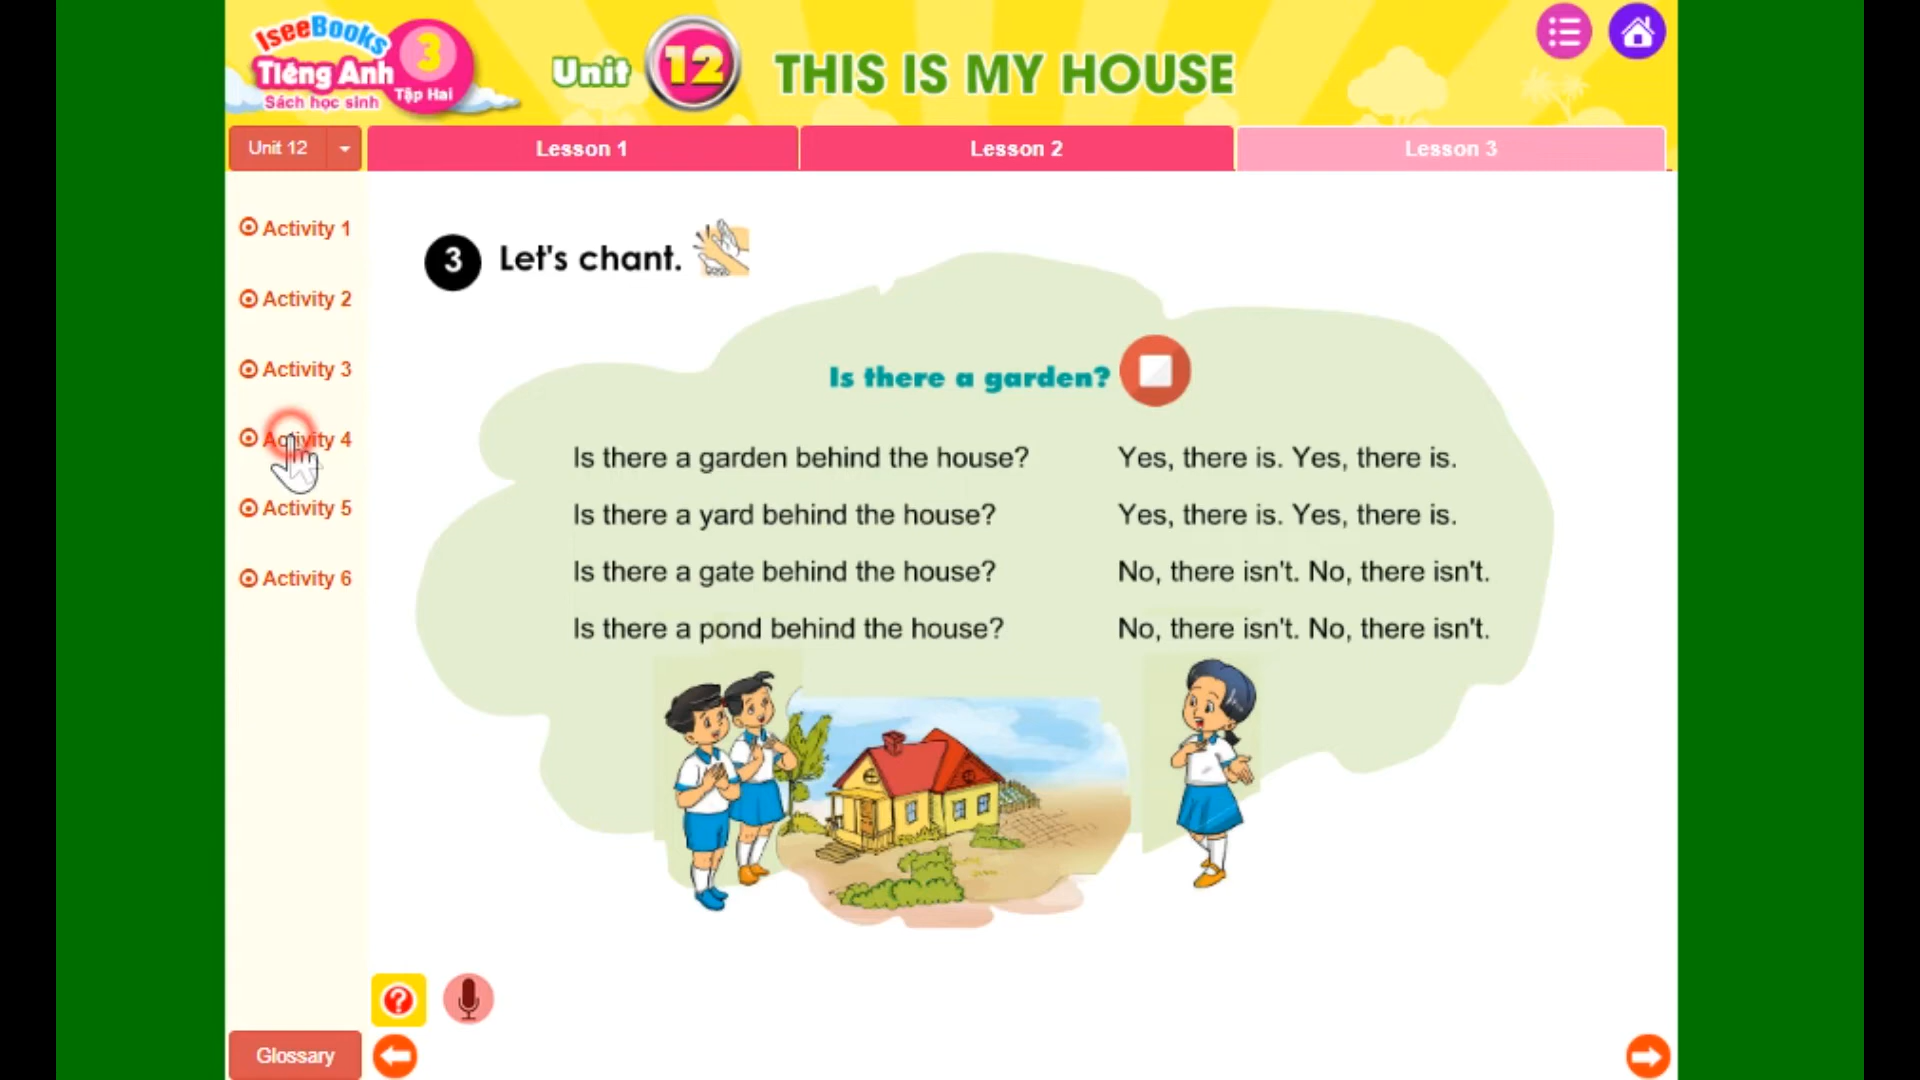 IseeBooks
Tiếng Anh 3
Sách học sinh Tập Hai
Unit 12 THIS IS MY HOUSE
Unit 12 Lesson 1 Lesson 2 Lesson 3
Activity 1
Activity 2
Activity 3
Activity 4
Activity 5
Activity 6
Glossary
3 Let's chant.
Is there a garden?
Is there a garden behind the house? Yes, there is. Yes, there is.
Is there a yard behind the house? Yes, there is. Yes, there is.
Is there a gate behind the house? No, there isn't. No, there isn't.
Is there a pond behind the house? No, there isn't. No, there isn't.
?